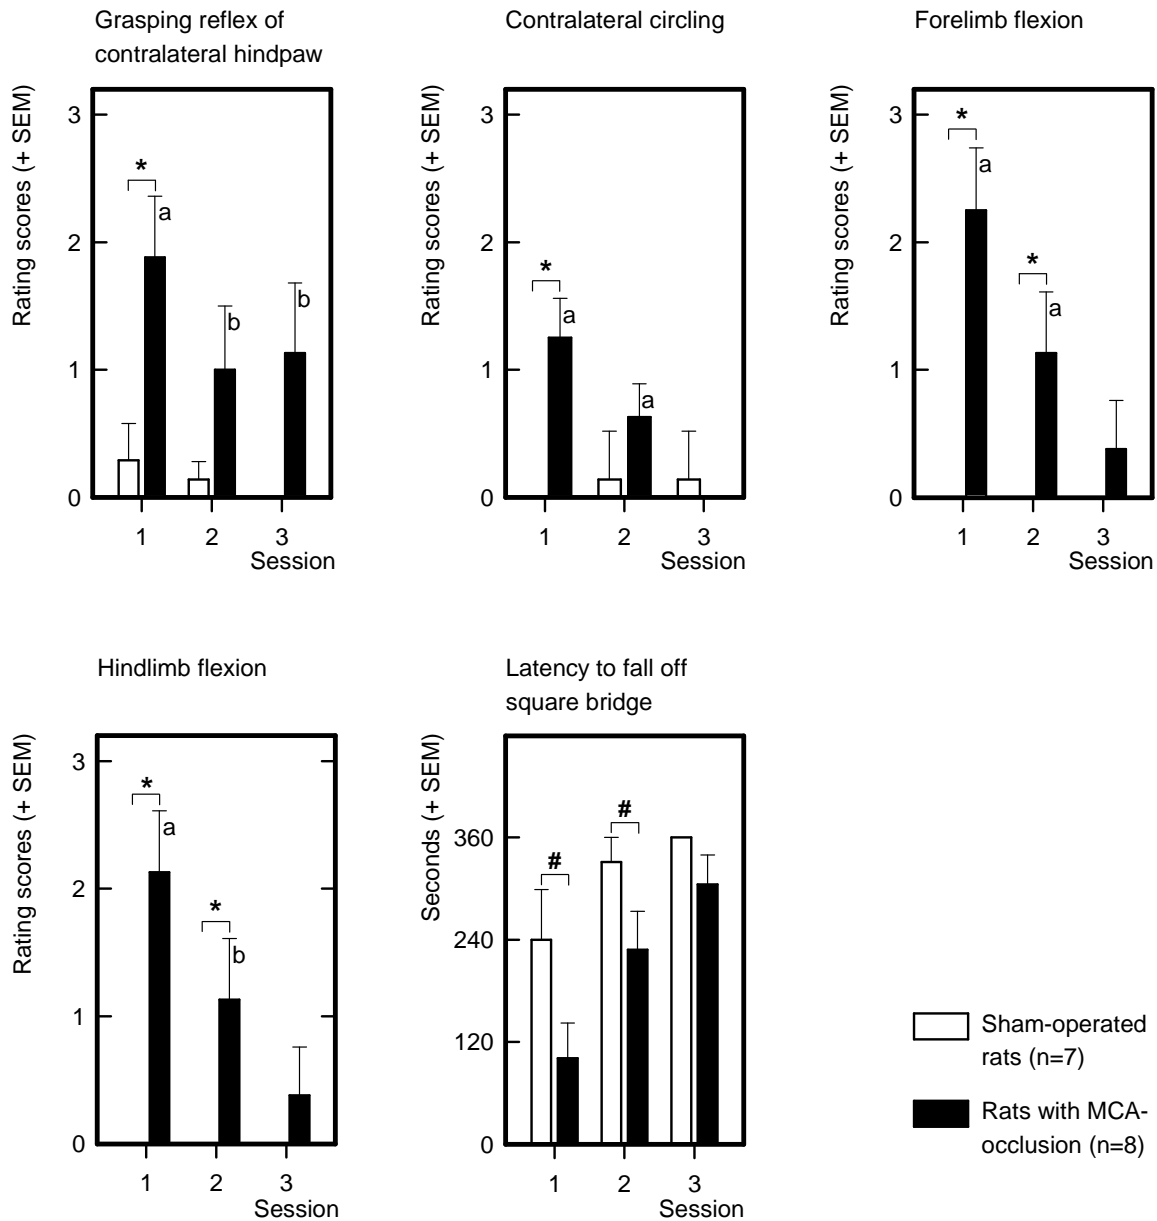 Grasping reflex of
contralateral hindpaw
Rating scores (+ SEM)
3
2
1
0
*
a
b
b
1 2 3
Session
Contralateral circling
Rating scores (+ SEM)
3
2
1
0
*
a
a
1 2 3
Session
Forelimb flexion
Rating scores (+ SEM)
3
2
1
0
*
a
*
a
1 2 3
Session
Hindlimb flexion
Rating scores (+ SEM)
3
2
1
0
*
a
*
b
1 2 3
Session
Latency to fall off
square bridge
Seconds (+ SEM)
360
240
120
0
#
#
1 2 3
Session
Sham-operated
rats (n=7)
Rats with MCA-
occlusion (n=8)